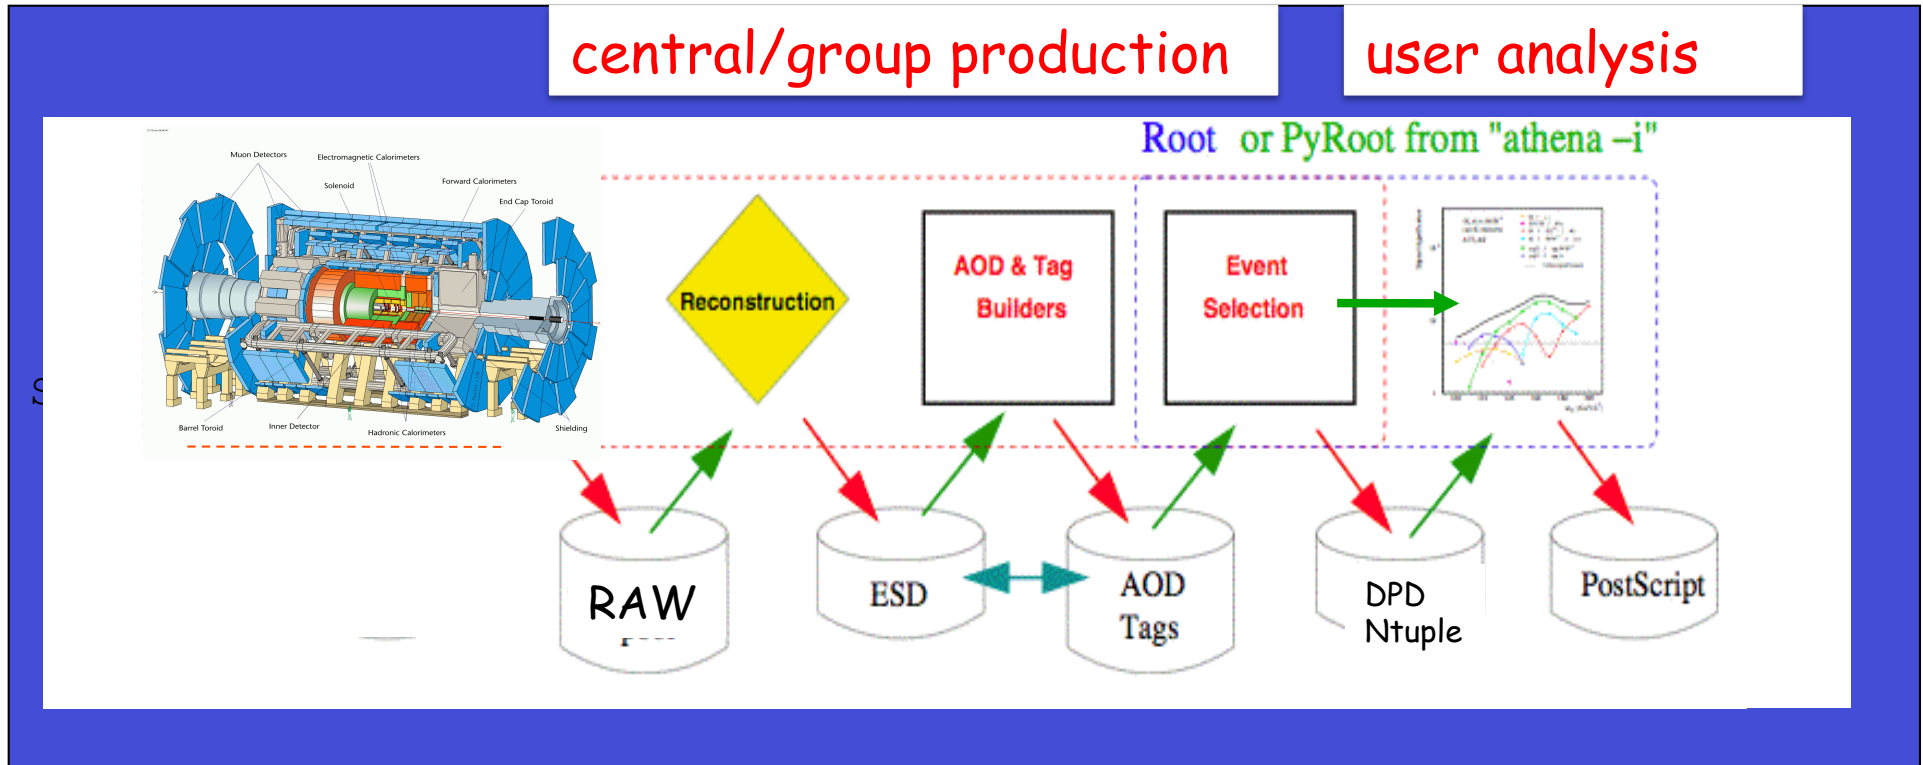 central/group production
user analysis
Root or PyRoot from "athena –i"
Muon Detectors
Electromagnetic Calorimeters
Solenoid
Forward Calorimeters
End Cap Toroid
Barrel Toroid
Inner Detector
Hadronic Calorimeters
Shielding
Reconstruction
AOD & Tag
Builders
Event
Selection
RAW
ESD
AOD
Tags
DPD
Ntuple
PostScript